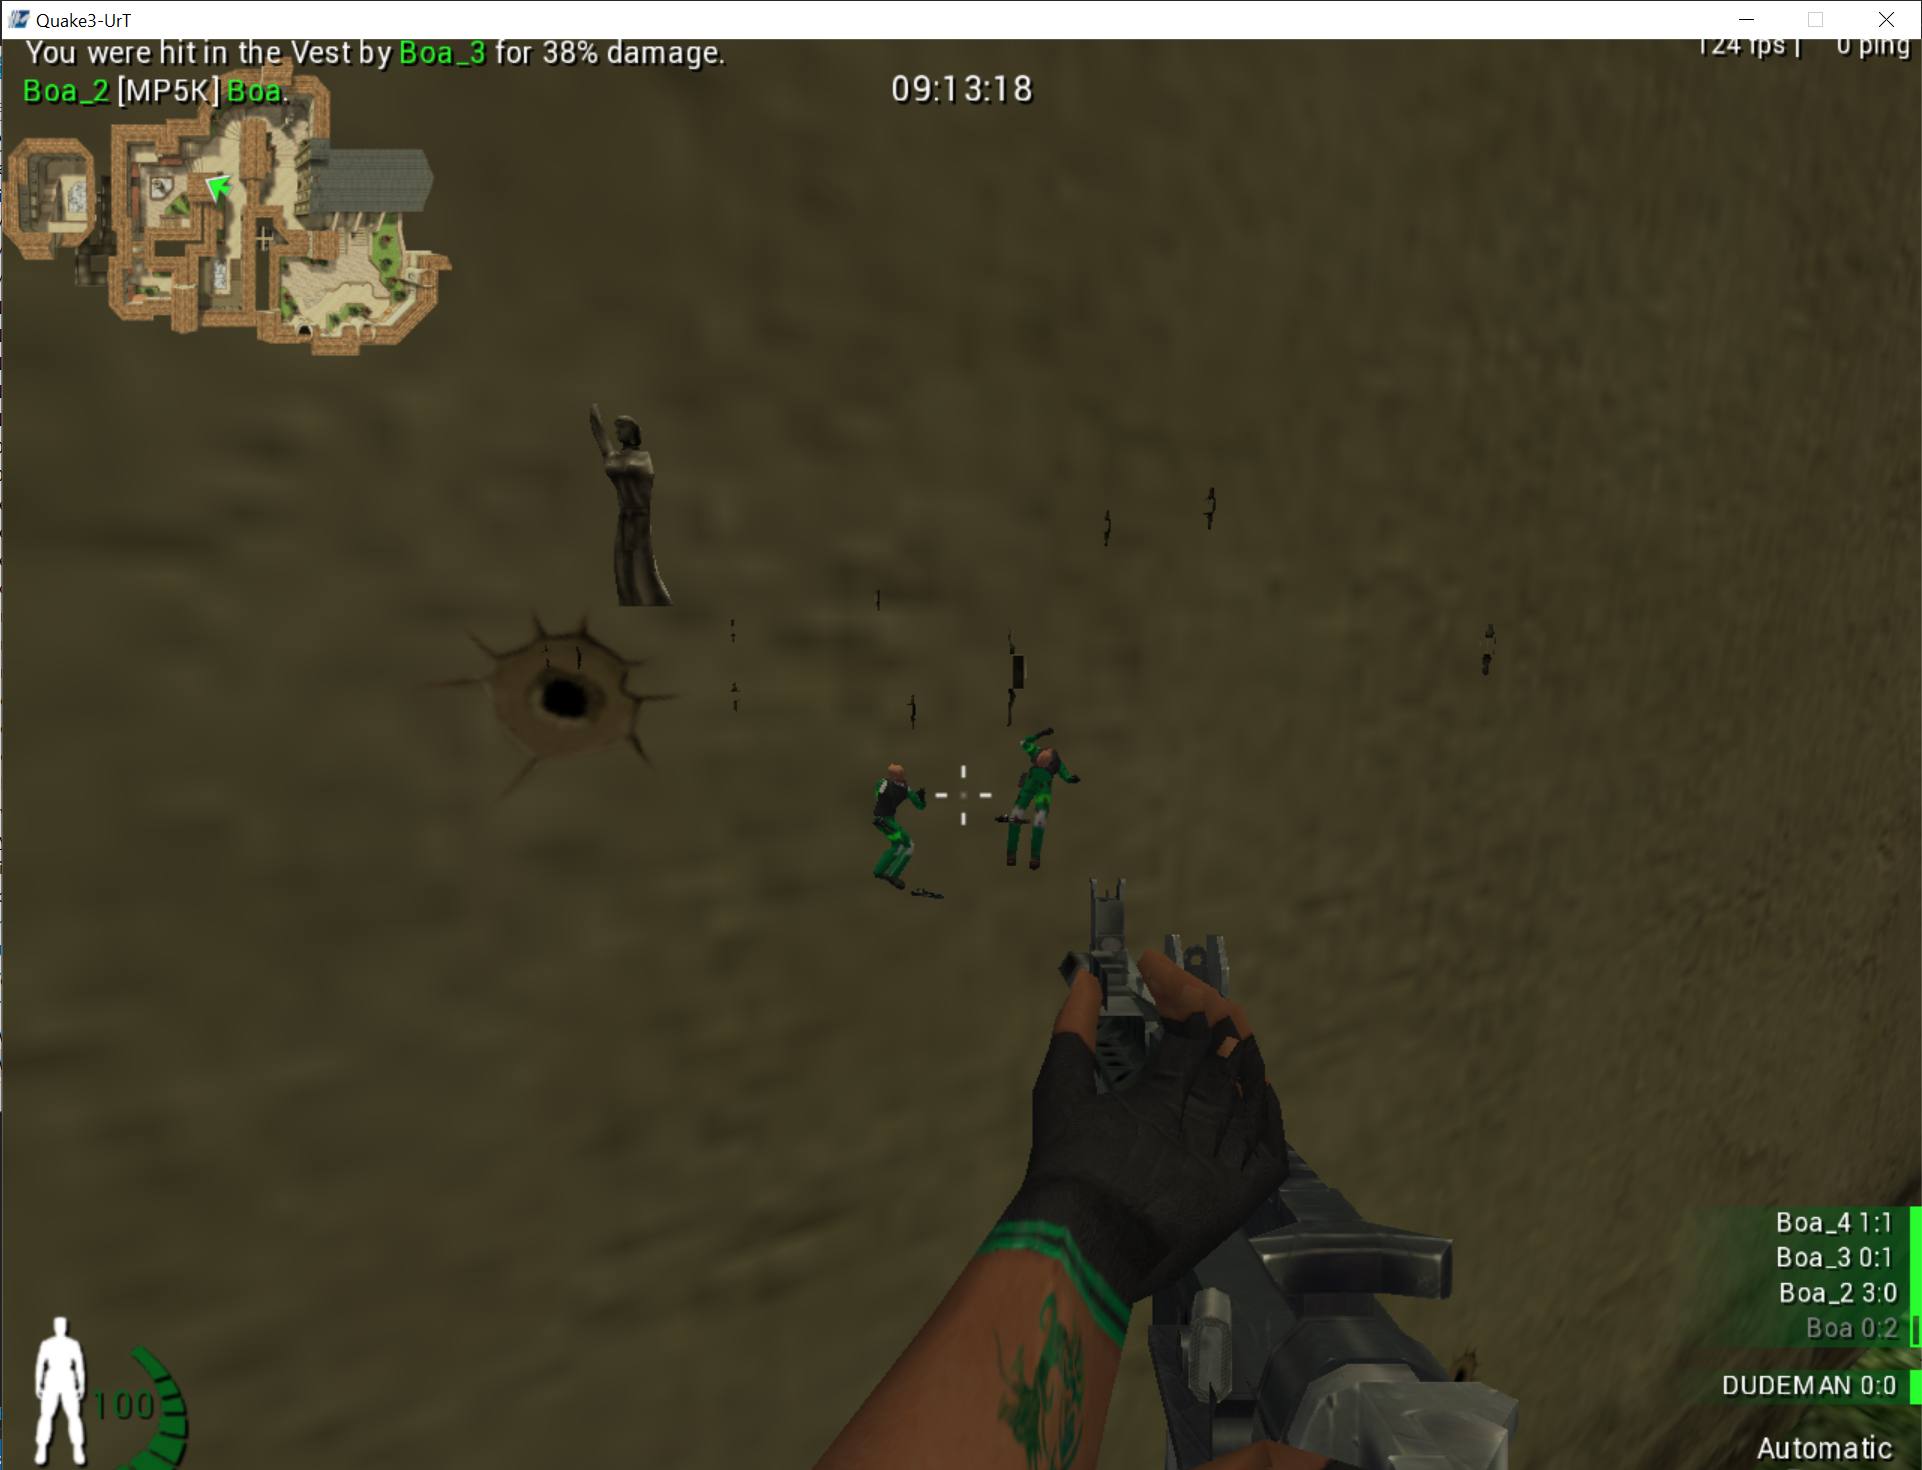 Quake3-UrT
You were hit in the Vest by Boa_3 for 38% damage.
124 fps | 0 ping
Boa_2 [MP5K] Boa.
09:13:18
Boa_4 1:1
Boa_3 0:1
Boa_2 3:0
Boa 0:2
DUDEMAN 0:0
100
Automatic